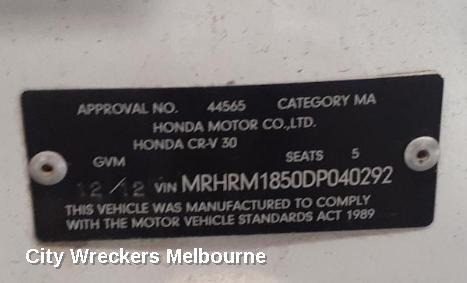 APPROVAL NO. 44565 CATEGORY MA
HONDA MOTOR CO.,LTD.
HONDA CR-V 30
GVM SEATS 5
12/12 VIN MRHRM1850DP040292
THIS VEHICLE WAS MANUFACTURED TO COMPLY
WITH THE MOTOR VEHICLE STANDARDS ACT 1989
City Wreckers Melbourne